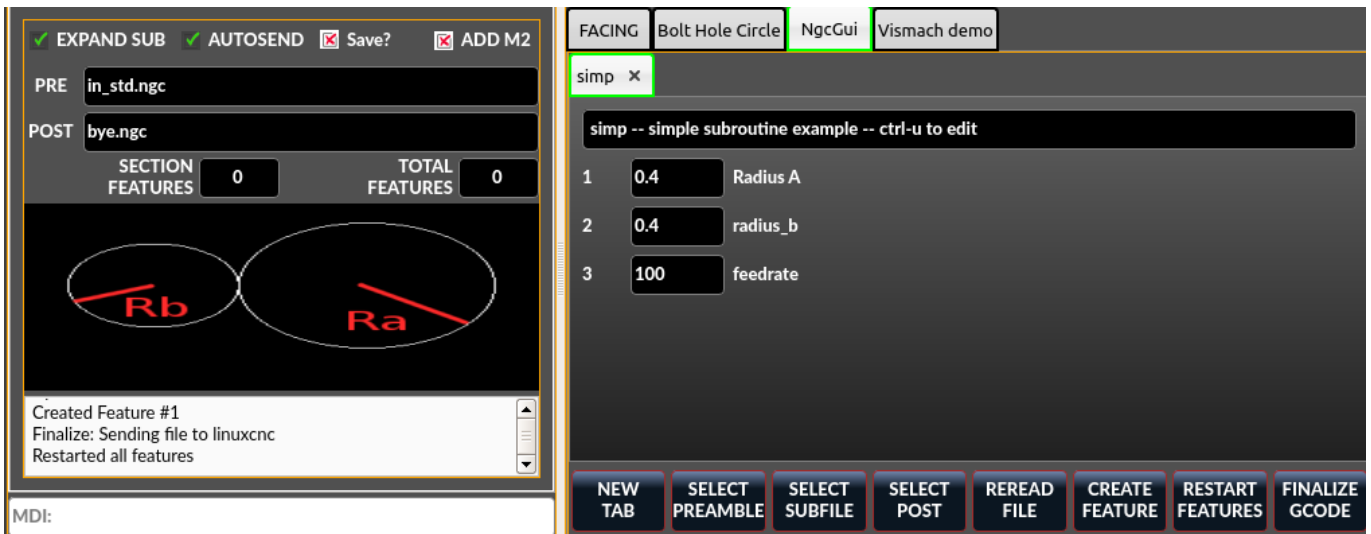 EXPAND SUB AUTOSEND Save? ADD M2
PRE in_std.ngc
POST bye.ngc
SECTION FEATURES 0 TOTAL FEATURES 0
Rb Ra
Created Feature #1
Finalize: Sending file to linuxcnc
Restarted all features
MDI:
FACING Bolt Hole Circle NgcGui Vismach demo
simp ×
simp -- simple subroutine example -- ctrl-u to edit
1 0.4 Radius A
2 0.4 radius_b
3 100 feedrate
NEW TAB SELECT PREAMBLE SELECT SUBFILE SELECT POST REREAD FILE CREATE FEATURE RESTART FEATURES FINALIZE GCODE